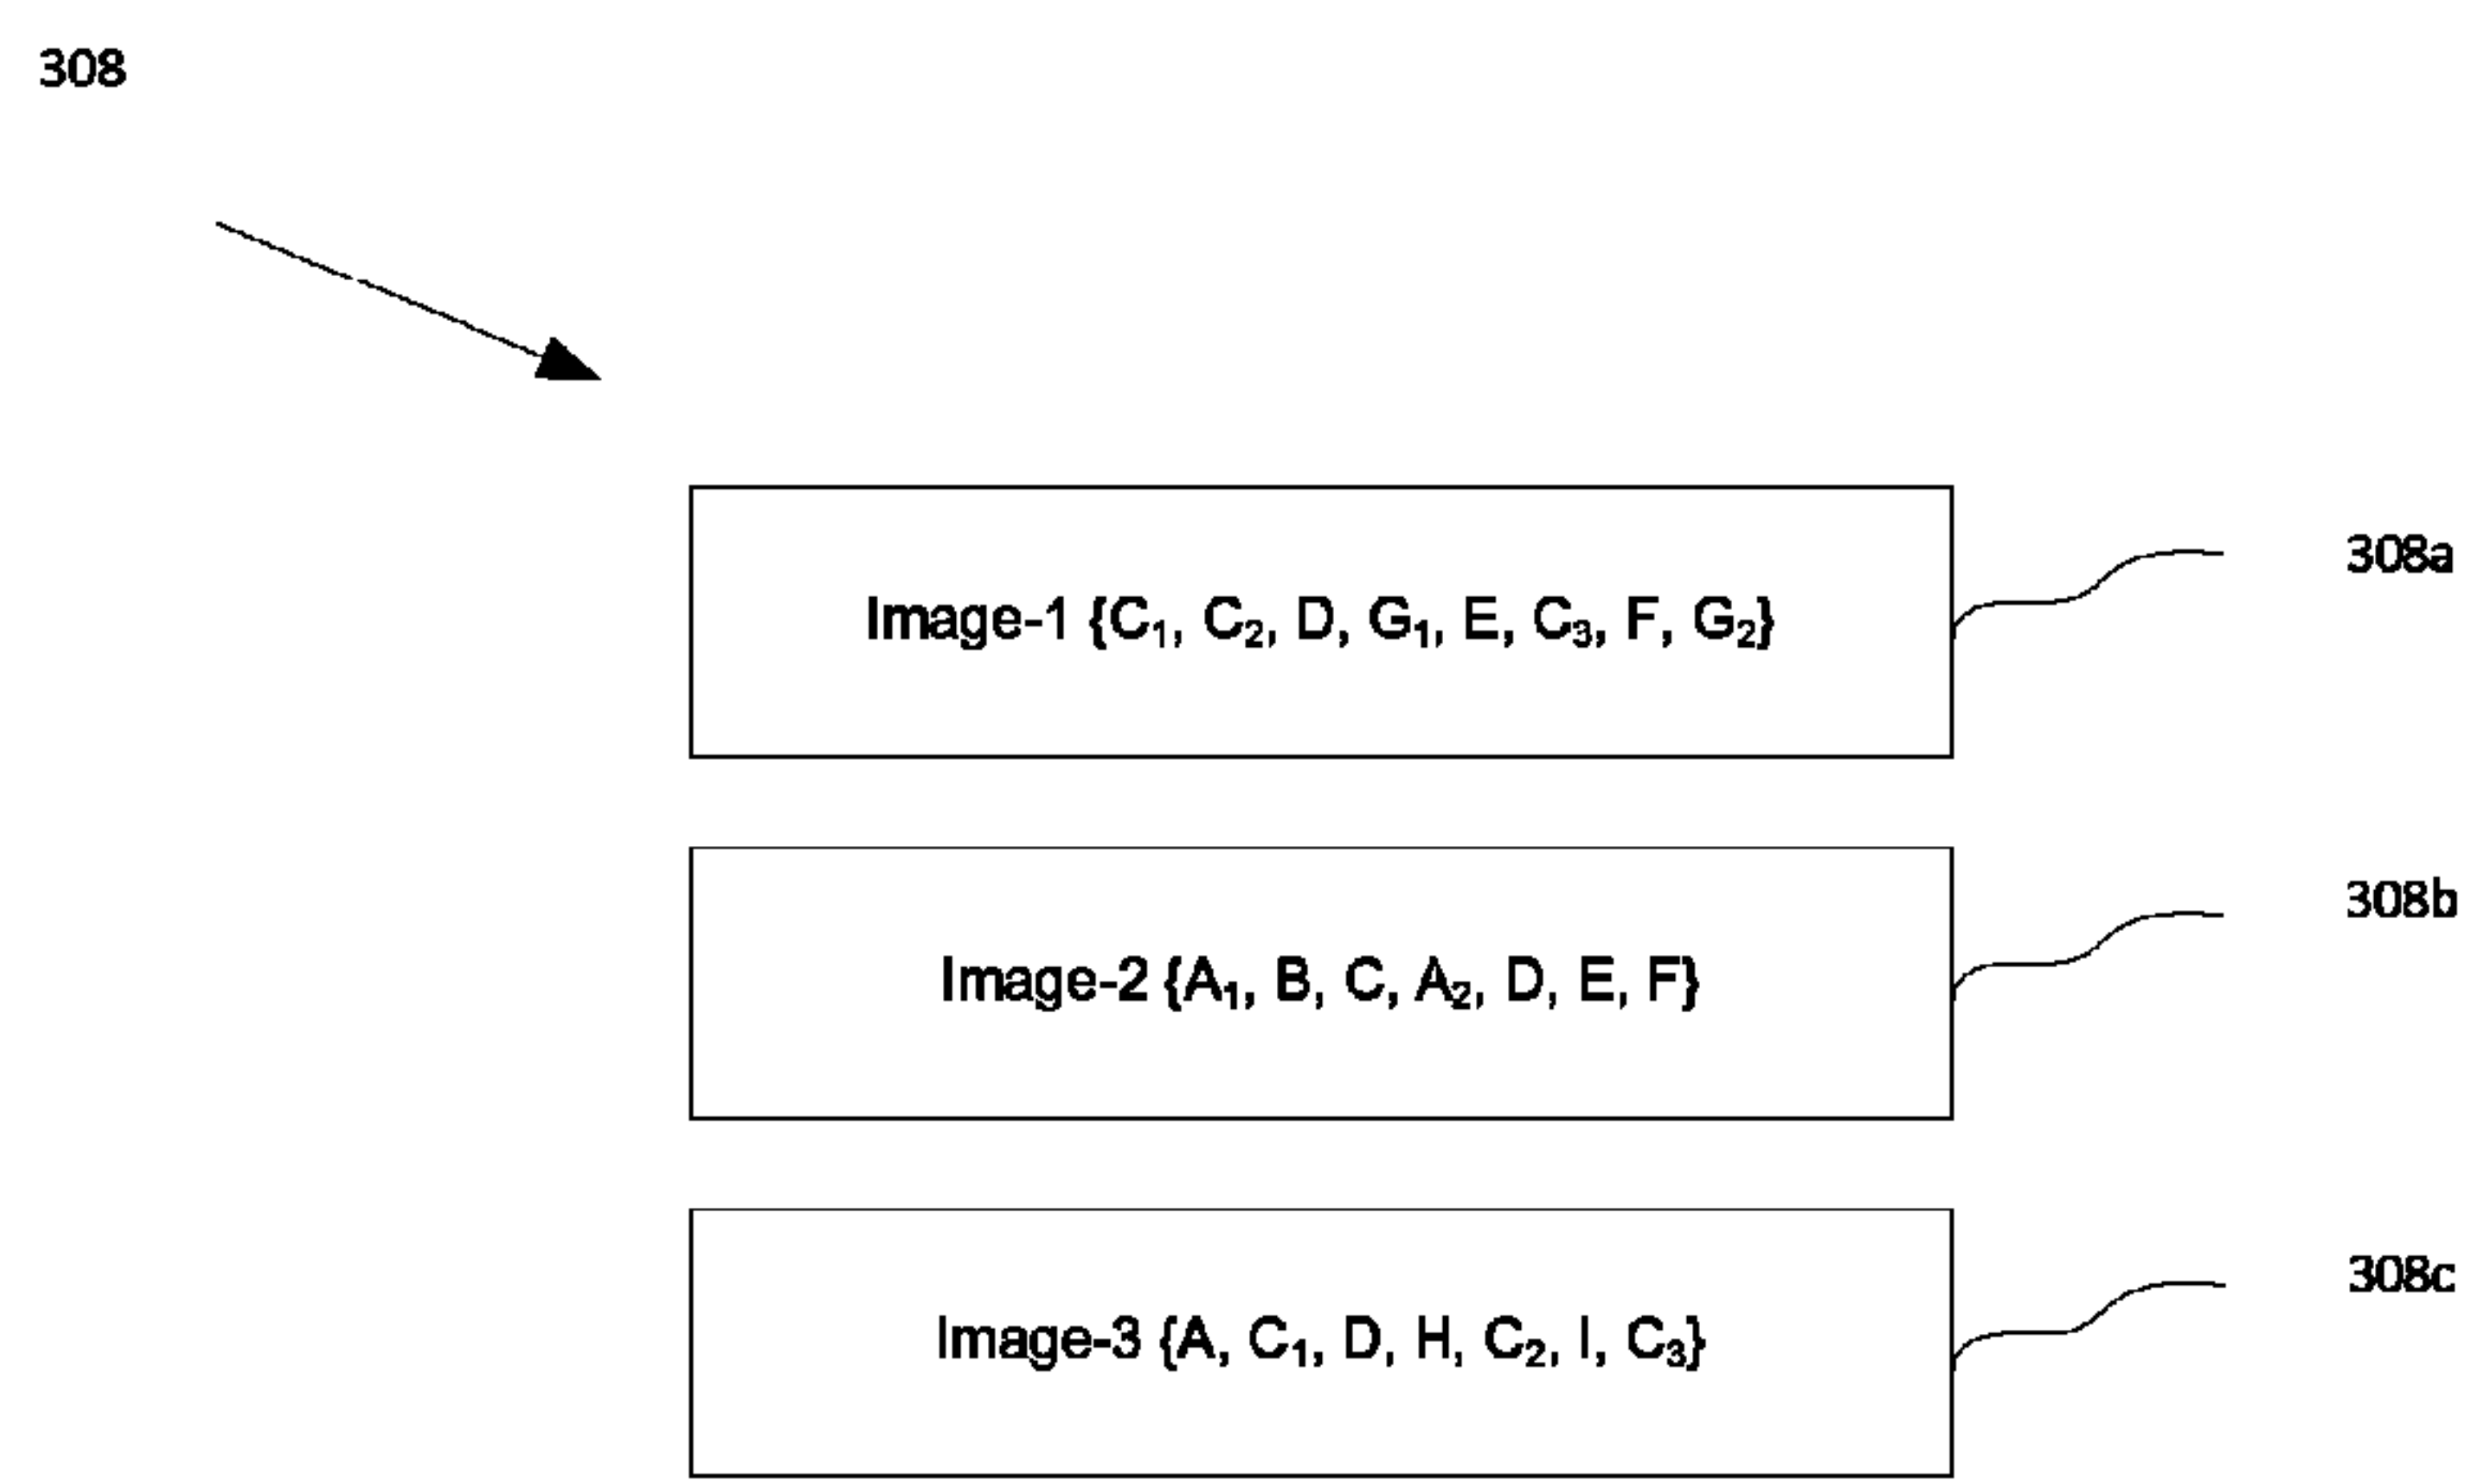 308
Image-1 {C₁, C₂, D, G₁, E, C₃, F, G₂}
308a
Image-2 {A₁, B, C, A₂, D, E, F}
308b
Image-3 {A, C₁, D, H, C₂, I, C₃}
308c